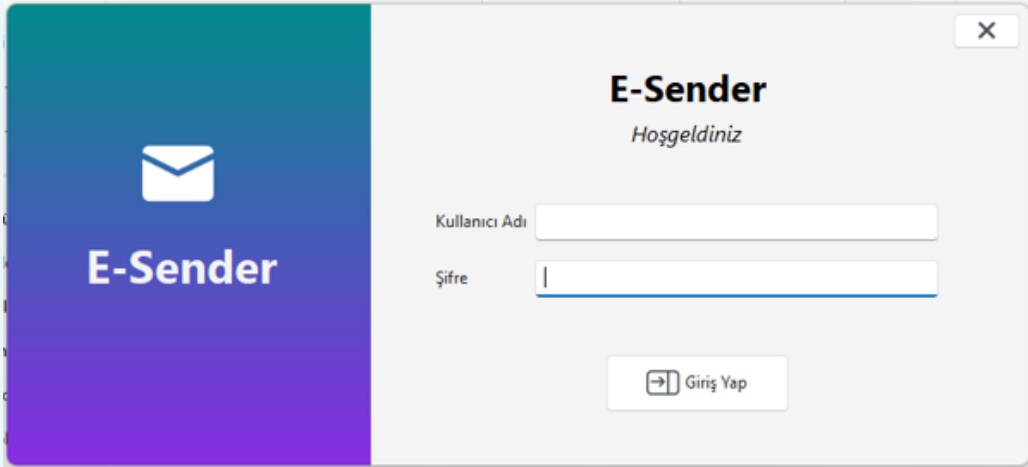 E-Sender
E-Sender
Hoşgeldiniz
Kullanıcı Adı
Şifre
Giriş Yap